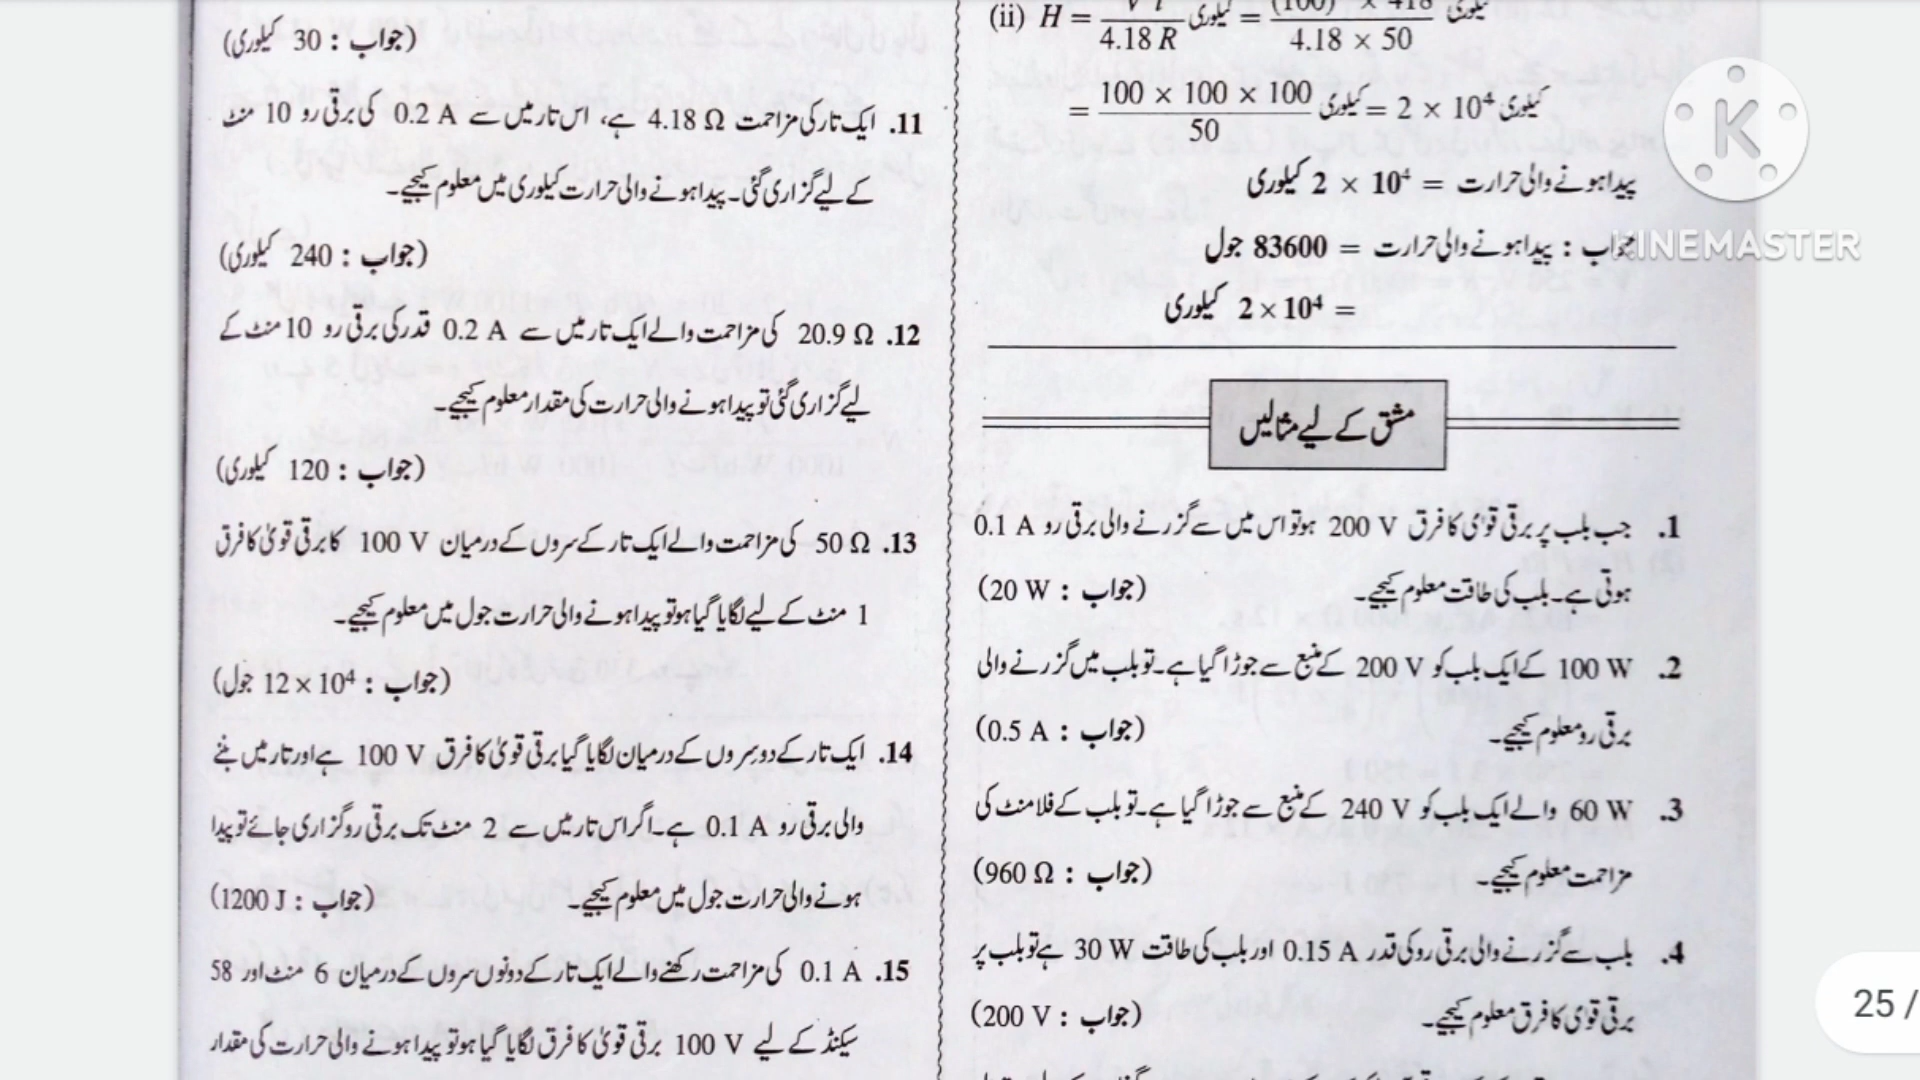 (ii) H = V t / 4.18 R کیلوری = (100) × 418 / 4.18 × 50 کیلوری
= 100 × 100 × 100 / 50 کیلوری = 2 × 10⁴ کیلوری
پیدا ہونے والی حرارت = 2 × 10⁴ کیلوری
جواب : پیدا ہونے والی حرارت = 83600 جول
= 2 × 10⁴ کیلوری
مشق کے لیے مثالیں
1. جب بلب پر برقی قوٰی کا فرق 200 V ہو تو اس میں سے گزرنے والی برقی رو 0.1 A
ہوتی ہے۔ بلب کی طاقت معلوم کیجیے۔ (جواب : 20 W)
2. 100 W کے ایک بلب کو 200 V کے منبع سے جوڑا گیا ہے۔ تو بلب میں گزرنے والی
برقی رو معلوم کیجیے۔ (جواب : 0.5 A)
3. 60 W والے ایک بلب کو 240 V کے منبع سے جوڑا گیا ہے۔ تو بلب کے فلامنٹ کی
مزاحمت معلوم کیجیے۔ (جواب : 960 Ω)
4. بلب سے گزرنے والی برقی رو کی قدر 0.15 A اور بلب کی طاقت 30 W ہے تو بلب پر
برقی قوٰی کا فرق معلوم کیجیے۔ (جواب : 200 V)
(جواب : 30 کیلوری)
11. ایک تار کی مزاحمت 4.18 Ω ہے، اس تار میں سے 0.2 A کی برقی رو 10 منٹ
کے لیے گزاری گئی۔ پیدا ہونے والی حرارت کیلوری میں معلوم کیجیے۔
(جواب : 240 کیلوری)
12. 20.9 Ω کی مزاحمت والے ایک تار میں سے 0.2 A قدر کی برقی رو 10 منٹ کے
لیے گزاری گئی تو پیدا ہونے والی حرارت کی مقدار معلوم کیجیے۔
(جواب : 120 کیلوری)
13. 50 Ω کی مزاحمت والے ایک تار کے سروں کے درمیان 100 V کا برقی قوٰی کا فرق
1 منٹ کے لیے لگایا گیا ہو تو پیدا ہونے والی حرارت جول میں معلوم کیجیے۔
(جواب : 12 × 10⁴ جول)
14. ایک تار کے دو سروں کے درمیان لگایا گیا برقی قوٰی کا فرق 100 V ہے اور تار میں بہنے
والی برقی رو 0.1 A ہے۔ اگر اس تار میں سے 2 منٹ تک برقی رو گزاری جائے تو پیدا
ہونے والی حرارت جول میں معلوم کیجیے۔ (جواب : 1200 J)
15. 0.1 A کی مزاحمت رکھنے والے ایک تار کے دونوں سروں کے درمیان 6 منٹ اور 58
سیکنڈ کے لیے 100 V برقی قوٰی کا فرق لگایا گیا ہو تو پیدا ہونے والی حرارت کی مقدار
K
KINEMASTER
25 /